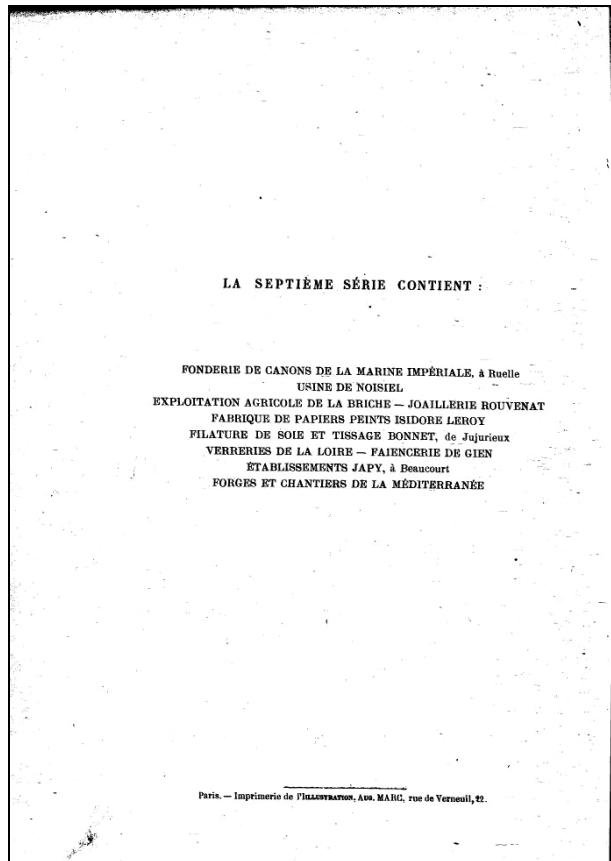 LA SEPTIÈME SÉRIE CONTIENT :
FONDERIE DE CANONS DE LA MARINE IMPÉRIALE, à Ruelle
USINE DE NOISIEL
EXPLOITATION AGRICOLE DE LA BRICHE — JOAILLERIE ROUVENAT
FABRIQUE DE PAPIERS PEINTS ISIDORE LEROY
FILATURE DE SOIE ET TISSAGE BONNET, de Jujurieux
VERRERIES DE LA LOIRE — FAIENCERIE DE GIEN
ÉTABLISSEMENTS JAPY, à Beaucourt
FORGES ET CHANTIERS DE LA MÉDITERRANÉE
Paris. — Imprimerie de l'ILLUSTRATION, AUG. MARC, rue de Verneuil, 22.